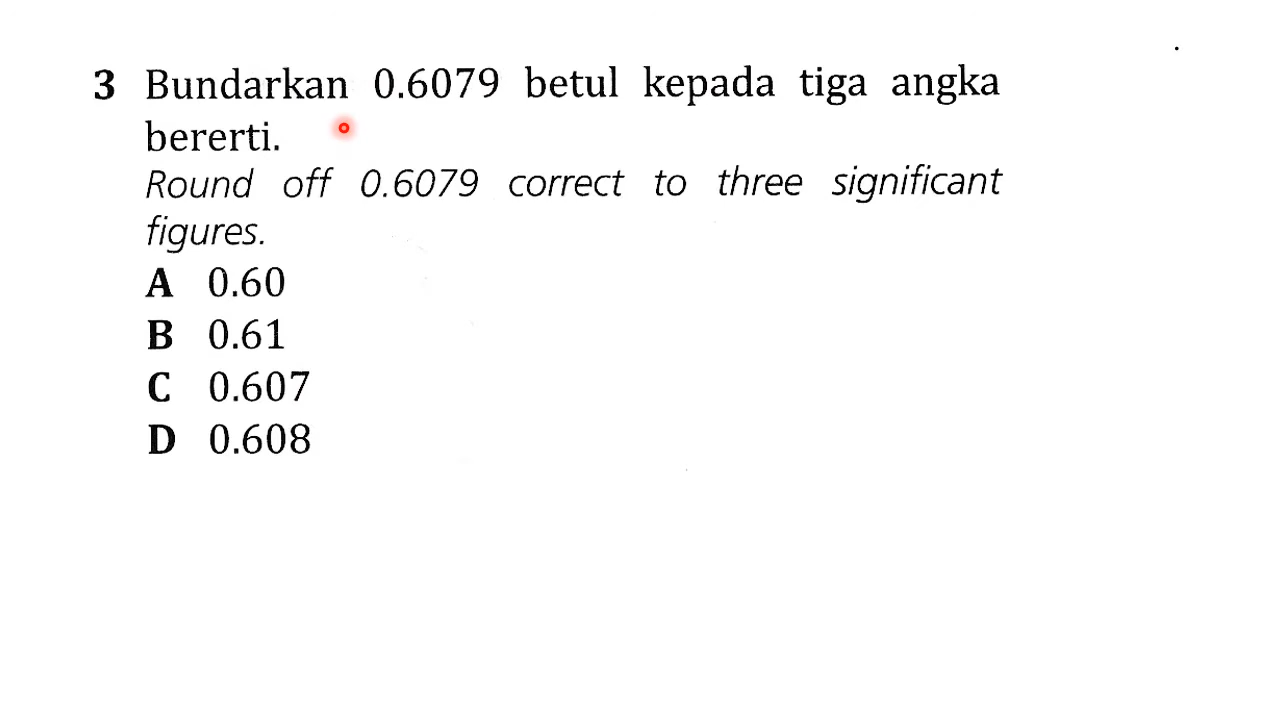 3 Bundarkan 0.6079 betul kepada tiga angka
bererti.
Round off 0.6079 correct to three significant
figures.
A 0.60
B 0.61
C 0.607
D 0.608